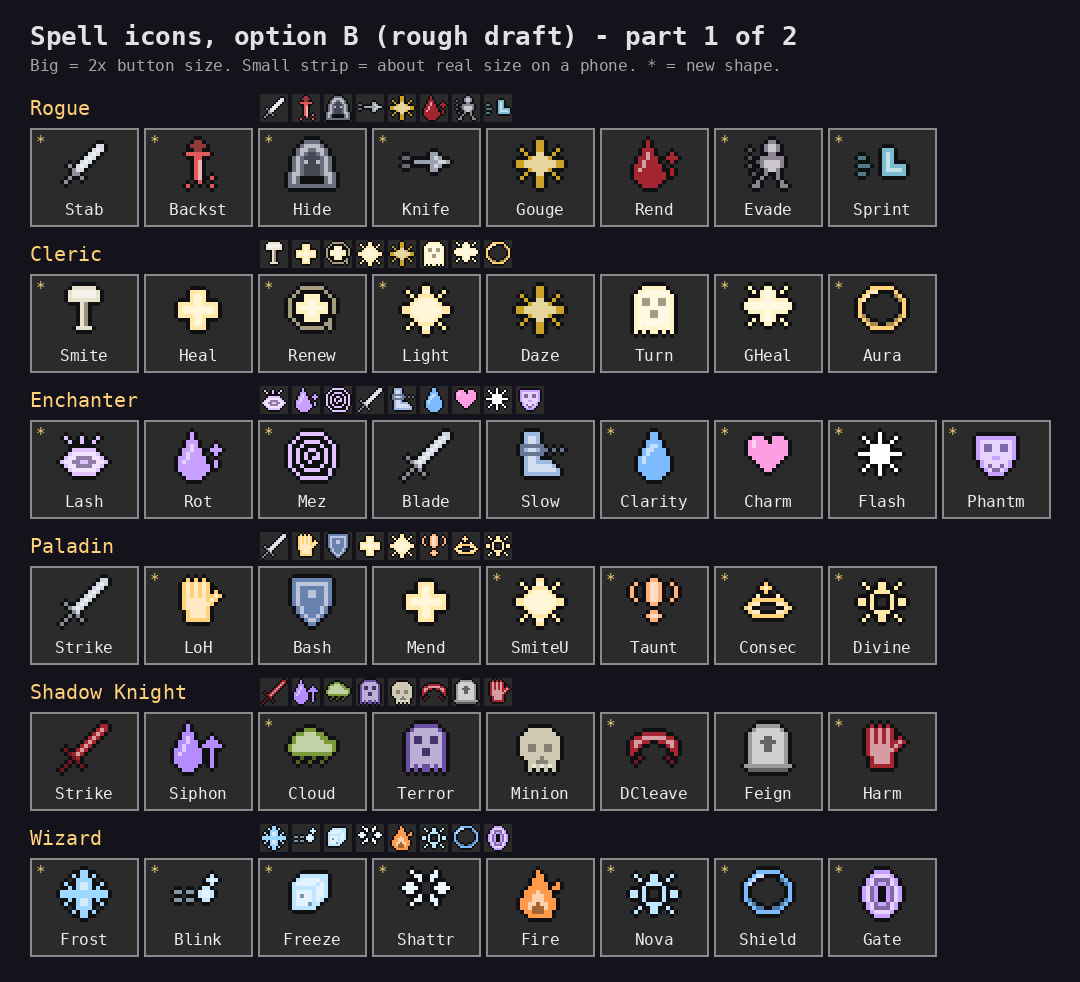 Spell icons, option B (rough draft) - part 1 of 2
Big = 2x button size. Small strip = about real size on a phone. * = new shape.
Rogue
* * * * * *
Stab Backst Hide Knife Gouge Rend Evade Sprint
Cleric
* * * * *
Smite Heal Renew Light Daze Turn GHeal Aura
Enchanter
* * * * * *
Lash Rot Mez Blade Slow Clarity Charm Flash Phantm
Paladin
* * * * *
Strike LoH Bash Mend SmiteU Taunt Consec Divine
Shadow Knight
* * *
Strike Siphon Cloud Terror Minion DCleave Feign Harm
Wizard
* * * * * * *
Frost Blink Freeze Shattr Fire Nova Shield Gate